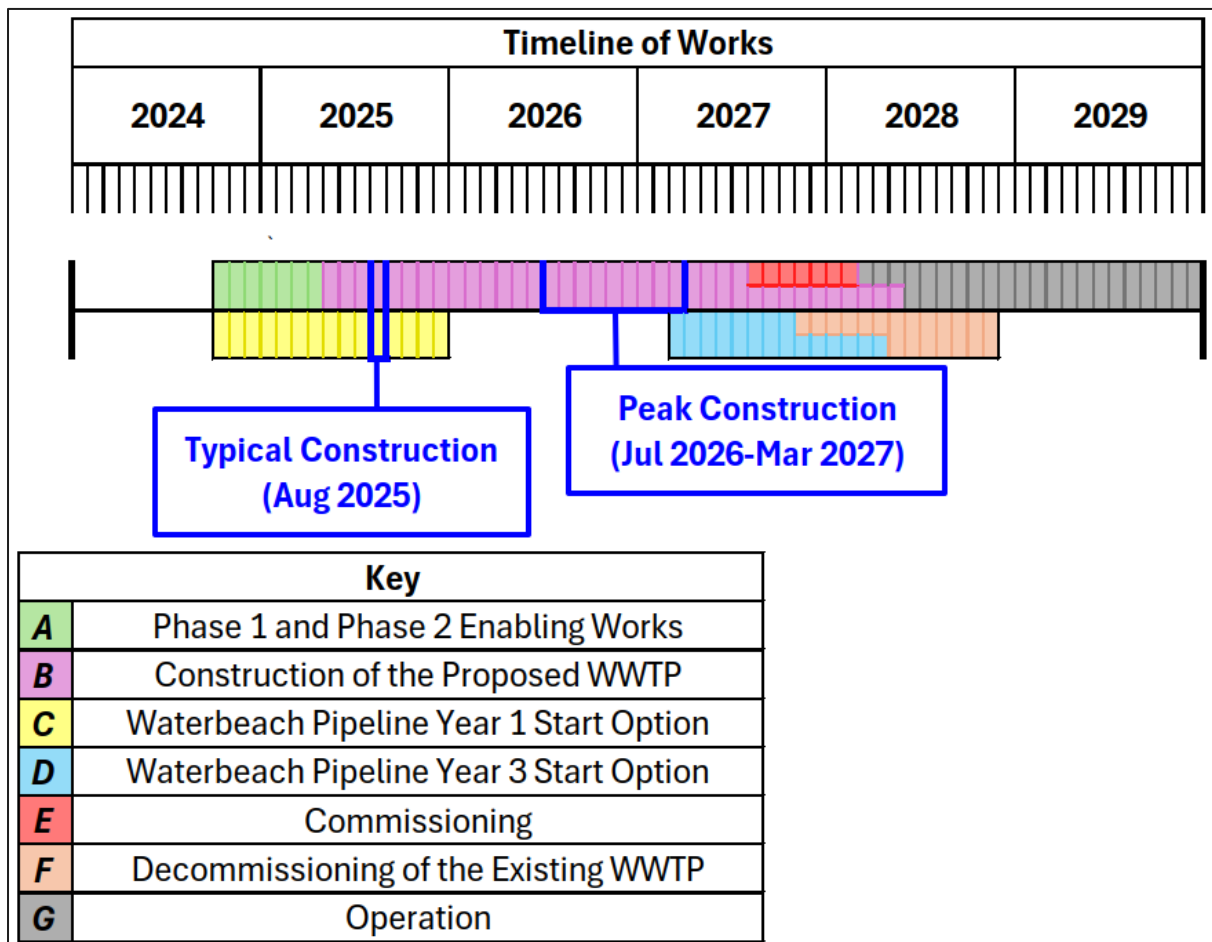 Timeline of Works
2024 2025 2026 2027 2028 2029
`
Typical Construction
(Aug 2025)
Peak Construction
(Jul 2026-Mar 2027)
Key
A Phase 1 and Phase 2 Enabling Works
B Construction of the Proposed WWTP
C Waterbeach Pipeline Year 1 Start Option
D Waterbeach Pipeline Year 3 Start Option
E Commissioning
F Decommissioning of the Existing WWTP
G Operation